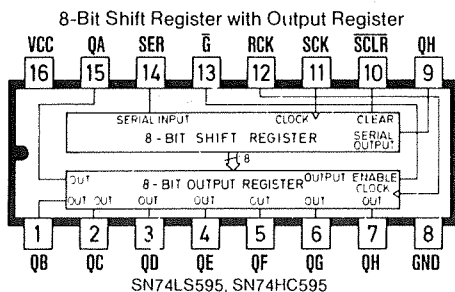 8-Bit Shift Register with Output Register
VCC QA SER G RCK SCK SCLR QH
16 15 14 13 12 11 10 9
SERIAL INPUT CLOCK CLEAR
8-BIT SHIFT REGISTER SERIAL OUTPUT
8
OUT 8-BIT OUTPUT REGISTER OUTPUT ENABLE
CLOCK
OUT OUT OUT OUT OUT OUT OUT
1 2 3 4 5 6 7 8
QB QC QD QE QF QG QH GND
SN74LS595, SN74HC595